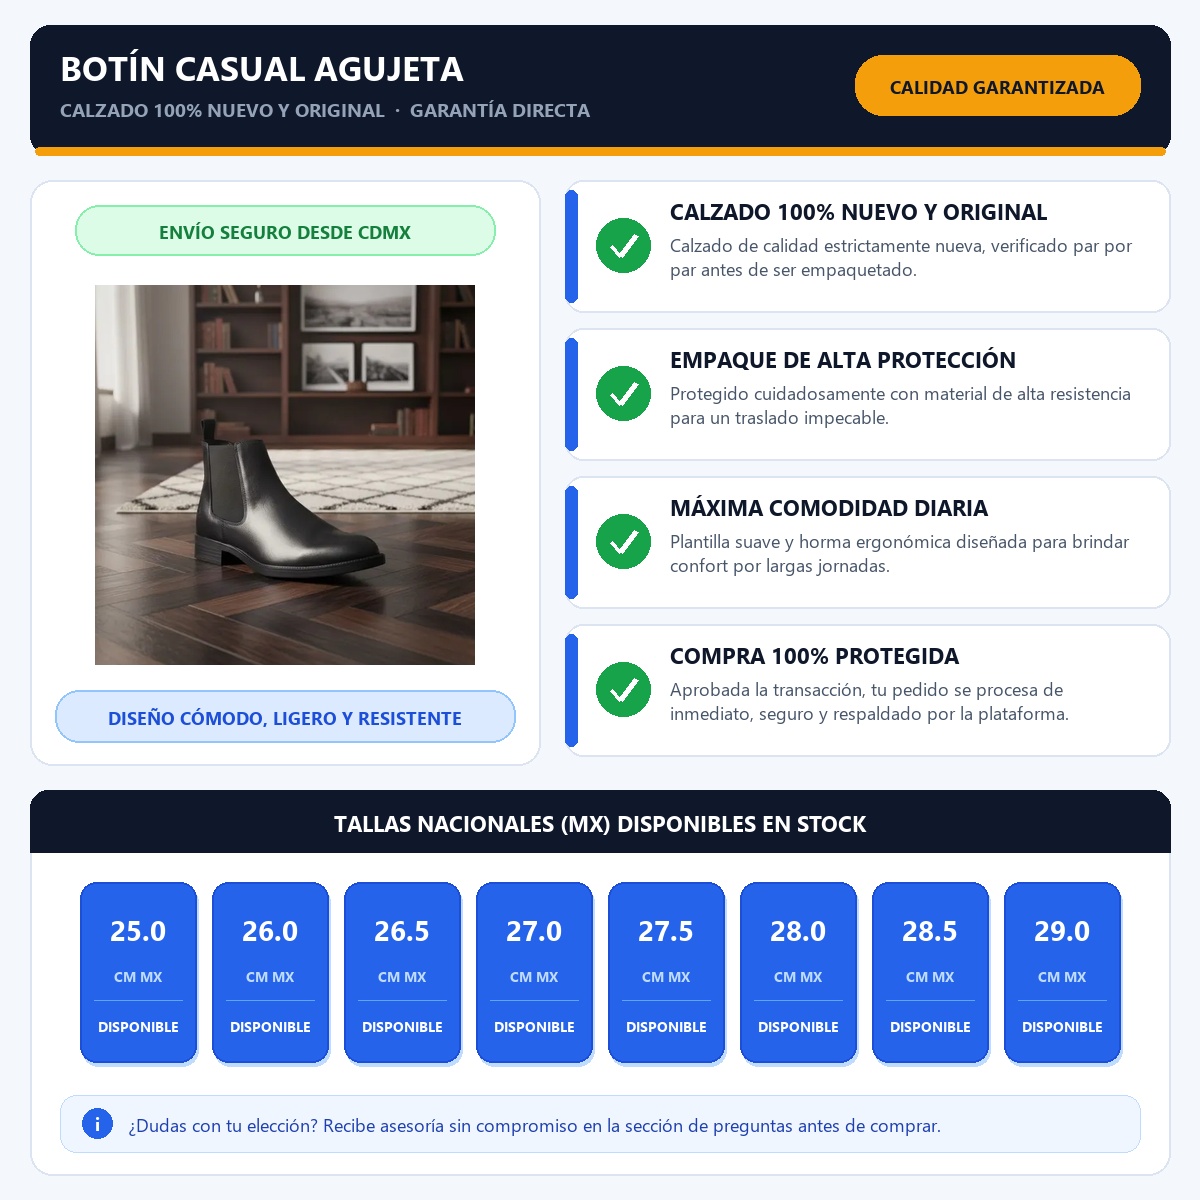 BOTÍN CASUAL AGUJETA
CALZADO 100% NUEVO Y ORIGINAL · GARANTÍA DIRECTA
CALIDAD GARANTIZADA
ENVÍO SEGURO DESDE CDMX
DISEÑO CÓMODO, LIGERO Y RESISTENTE
CALZADO 100% NUEVO Y ORIGINAL
Calzado de calidad estrictamente nueva, verificado par por
par antes de ser empaquetado.
EMPAQUE DE ALTA PROTECCIÓN
Protegido cuidadosamente con material de alta resistencia
para un traslado impecable.
MÁXIMA COMODIDAD DIARIA
Plantilla suave y horma ergonómica diseñada para brindar
confort por largas jornadas.
COMPRA 100% PROTEGIDA
Aprobada la transacción, tu pedido se procesa de
inmediato, seguro y respaldado por la plataforma.
TALLAS NACIONALES (MX) DISPONIBLES EN STOCK
25.0 26.0 26.5 27.0 27.5 28.0 28.5 29.0
CM MX CM MX CM MX CM MX CM MX CM MX CM MX CM MX
DISPONIBLE DISPONIBLE DISPONIBLE DISPONIBLE DISPONIBLE DISPONIBLE DISPONIBLE DISPONIBLE
¿Dudas con tu elección? Recibe asesoría sin compromiso en la sección de preguntas antes de comprar.